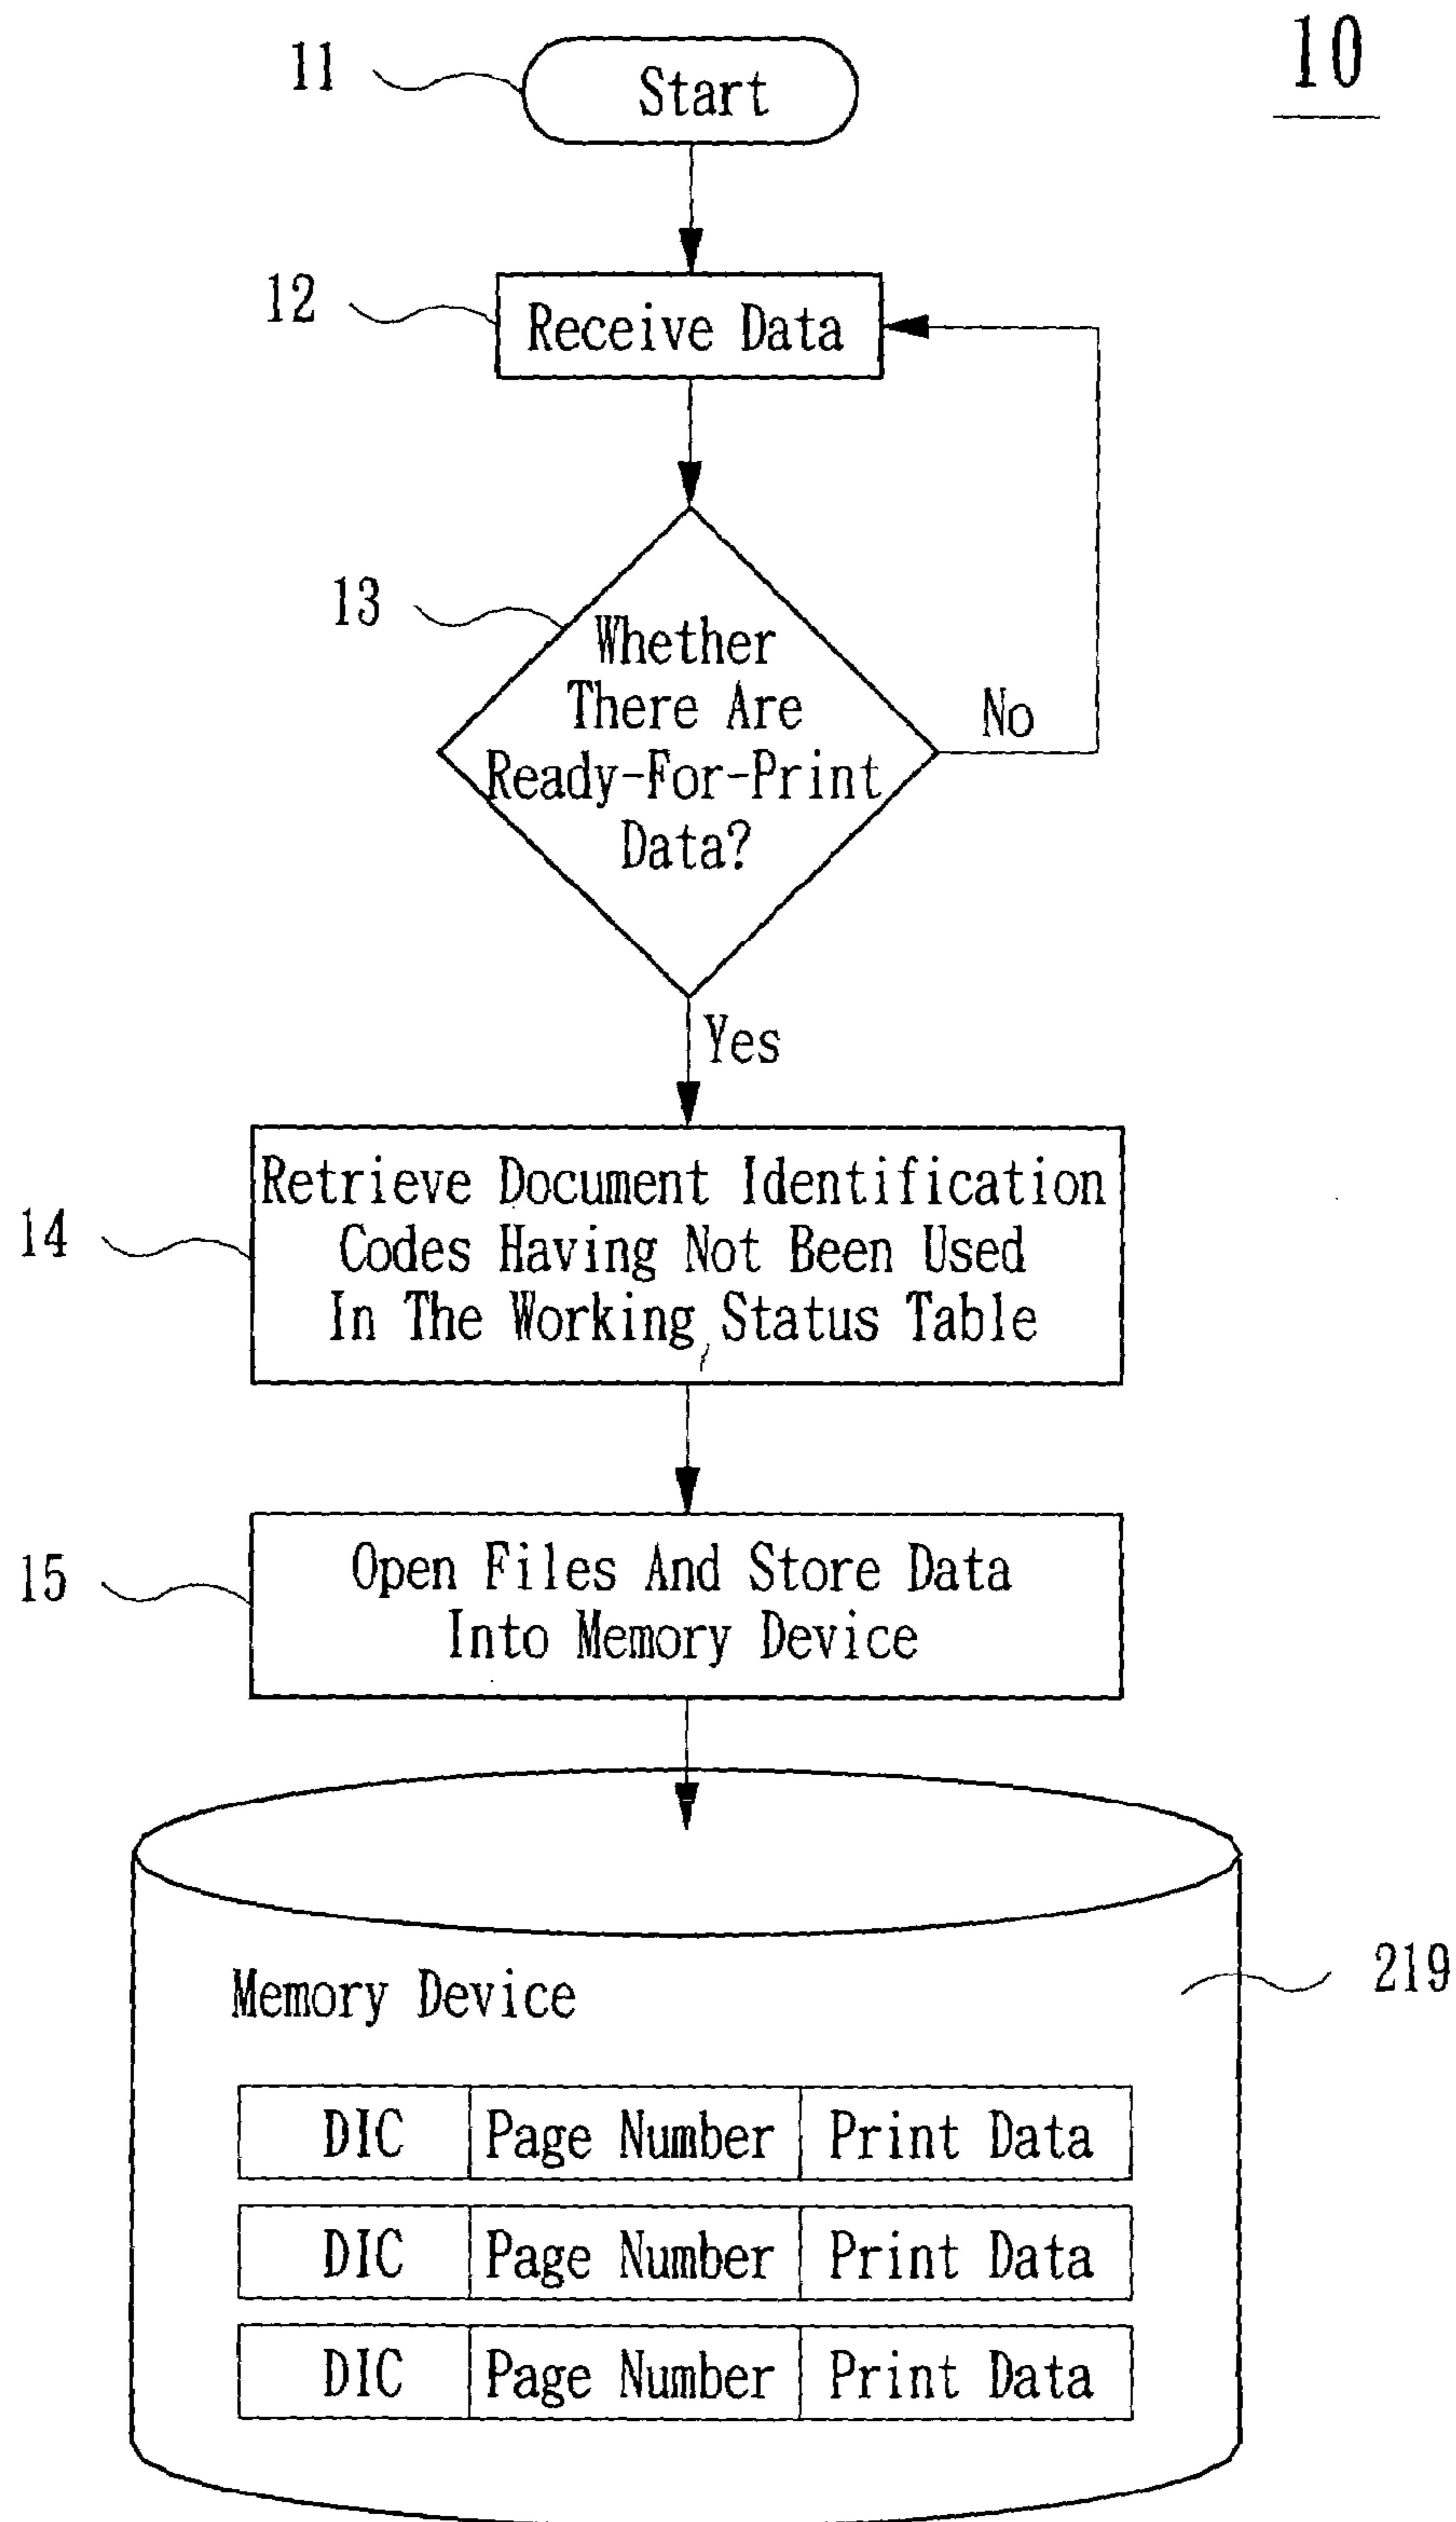 10
11
Start
12
Receive Data
13
Whether
There Are
Ready-For-Print
Data?
No
Yes
14
Retrieve Document Identification
Codes Having Not Been Used
In The Working Status Table
15
Open Files And Store Data
Into Memory Device
219
Memory Device
DIC Page Number Print Data
DIC Page Number Print Data
DIC Page Number Print Data